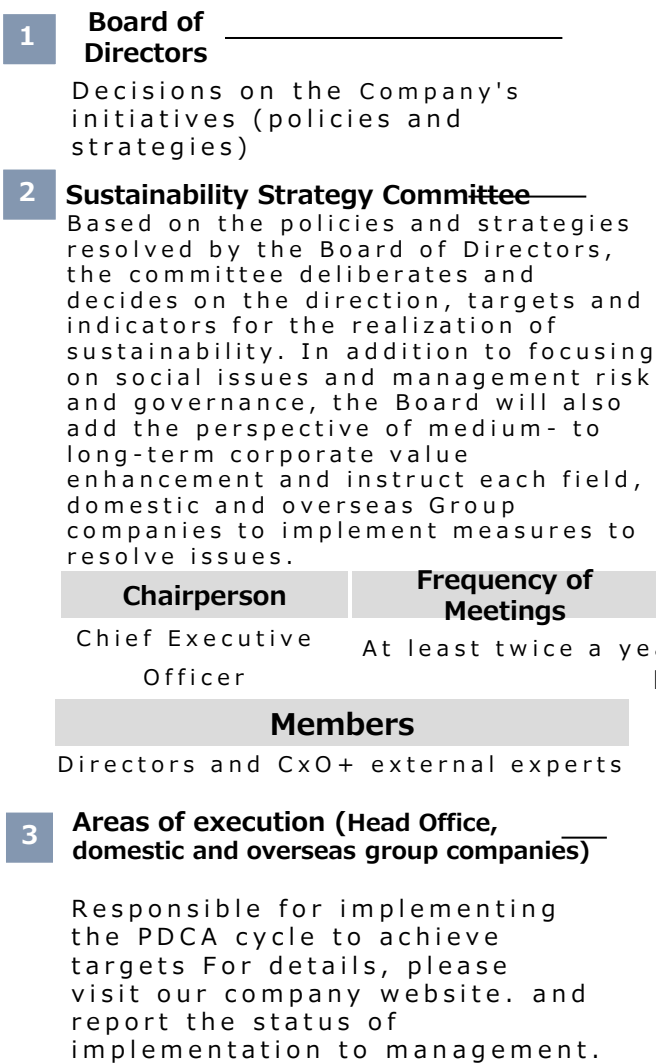 1
Board of
Directors
Decisions on the Company's
initiatives (policies and
strategies)
2
Sustainability Strategy Committee
Based on the policies and strategies
resolved by the Board of Directors,
the committee deliberates and
decides on the direction, targets and
indicators for the realization of
sustainability. In addition to focusing
on social issues and management risk
and governance, the Board will also
add the perspective of medium- to
long-term corporate value
enhancement and instruct each field,
domestic and overseas Group
companies to implement measures to
resolve issues.
Chairperson
Frequency of
Meetings
Chief Executive
Officer
At least twice a
Members
Directors and CxO+ external experts
3
Areas of execution (Head Office,
domestic and overseas group companies)
Responsible for implementing
the PDCA cycle to achieve
targets For details, please
visit our company website. and
report the status of
implementation to management.